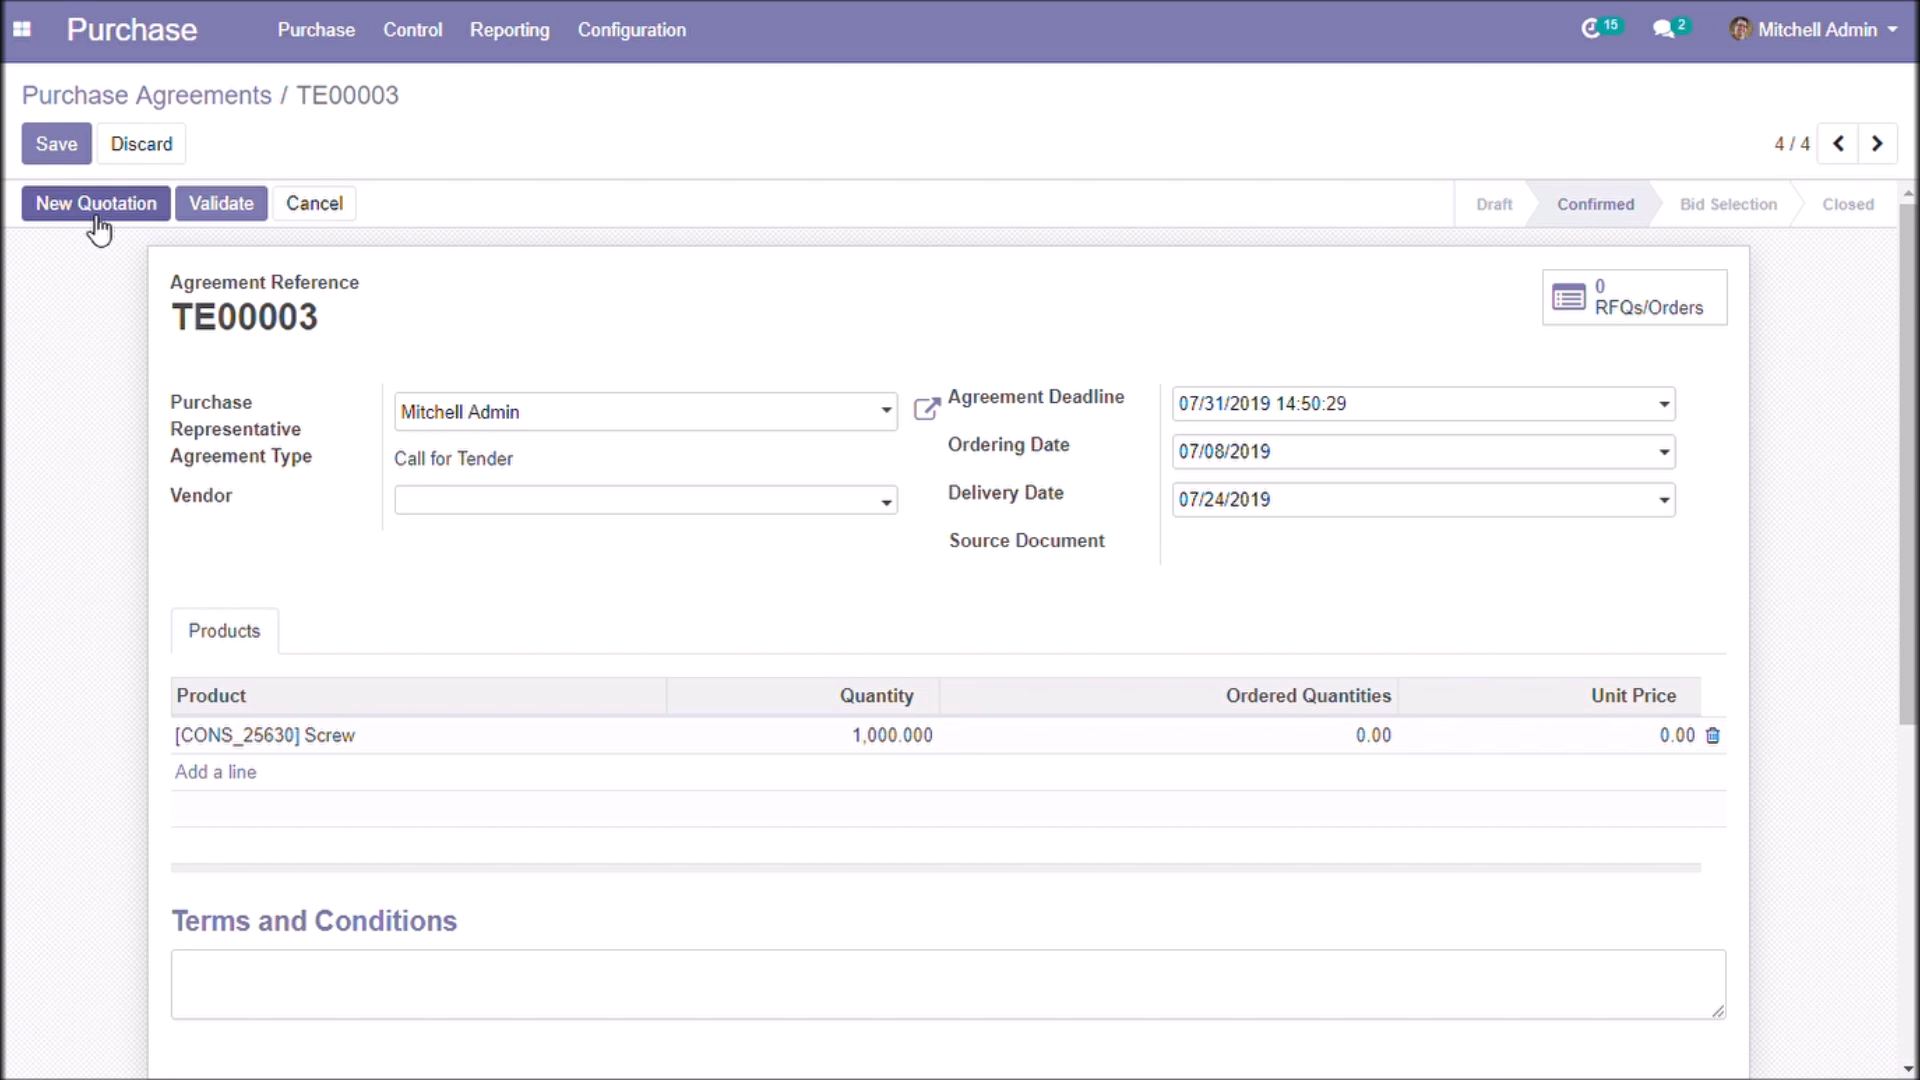 Purchase Purchase Control Reporting Configuration 15 2 Mitchell Admin
Purchase Agreements / TE00003
Save Discard 4 / 4
New Quotation Validate Cancel Draft Confirmed Bid Selection Closed
Agreement Reference
TE00003
0
RFQs/Orders
Purchase
Representative
Mitchell Admin
Agreement Type Call for Tender
Vendor
Agreement Deadline 07/31/2019 14:50:29
Ordering Date 07/08/2019
Delivery Date 07/24/2019
Source Document
Products
Product Quantity Ordered Quantities Unit Price
[CONS_25630] Screw 1,000.000 0.00 0.00
Add a line
Terms and Conditions